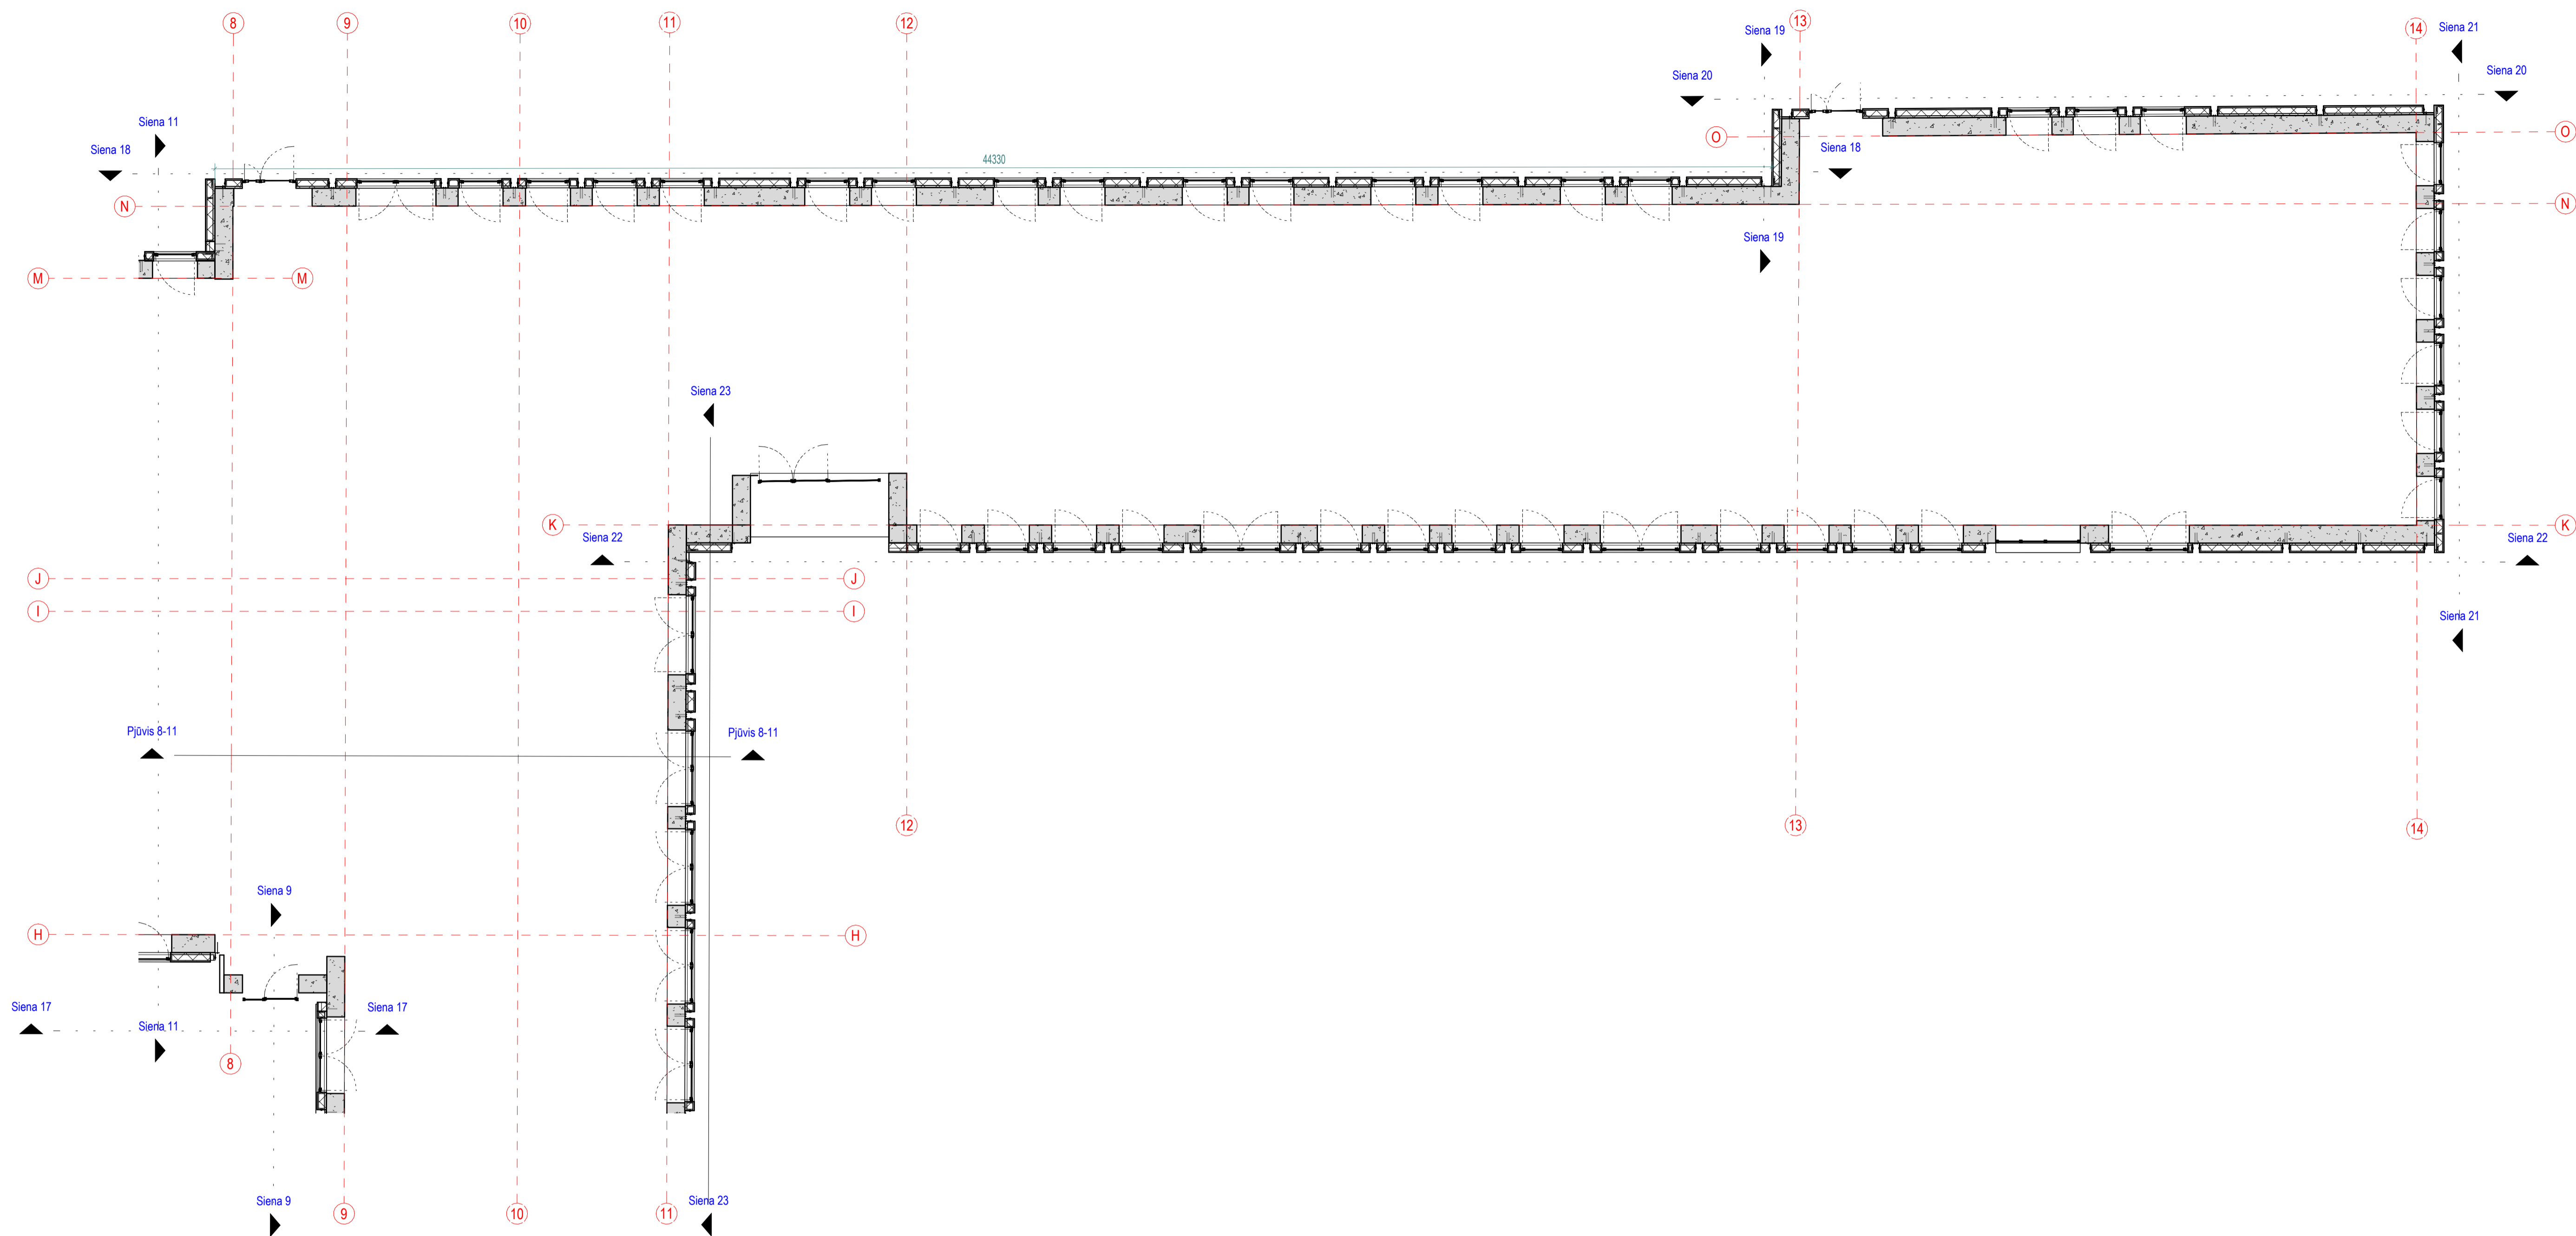 8
9
10
11
12
13
14
Siena 19
Siena 21
Siena 20
Siena 20
Siena 11
Siena 18
44330
O
O
Siena 18
N
N
Siena 19
M
M
Siena 23
K
K
Siena 22
Siena 22
J
J
I
I
Siena 21
Pjūvis 8-11
Pjūvis 8-11
12
13
14
Siena 9
H
H
Siena 17
Siena 17
Siena 11
8
Siena 9
Siena 23
9
10
11